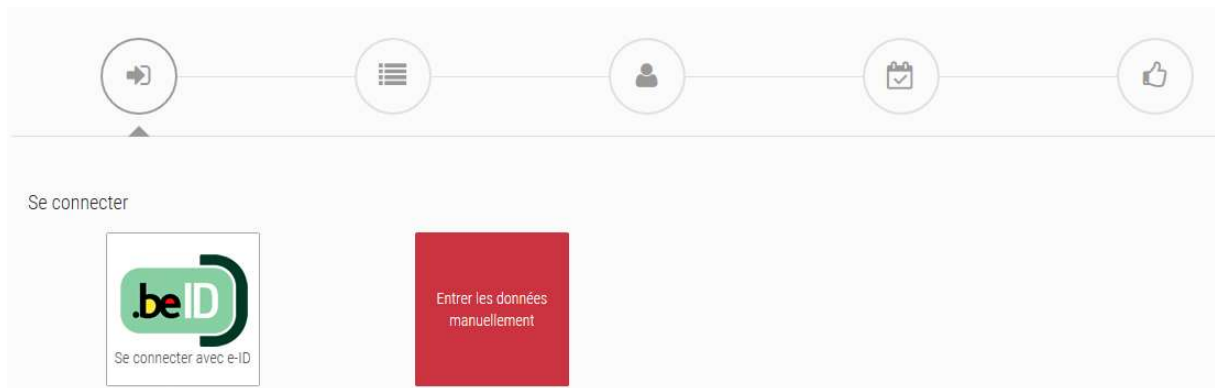 Se connecter
.beID
Se connecter avec e-ID
Entrer les données
manuellement